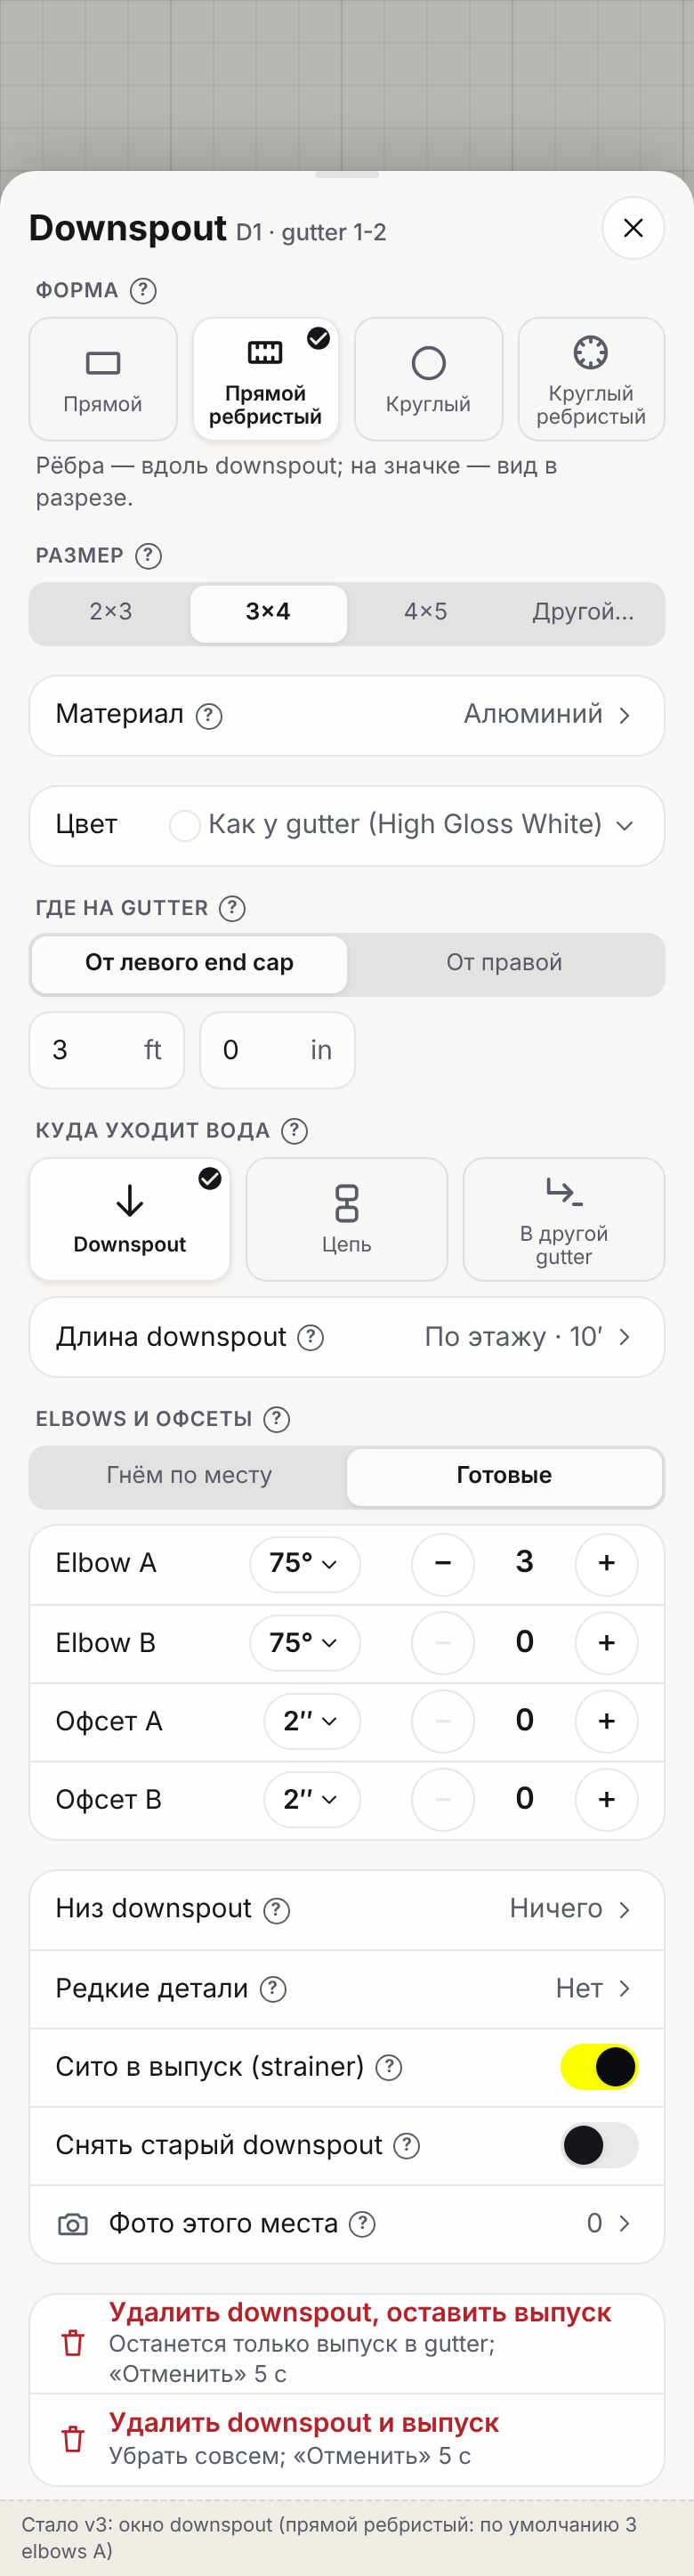 Downspout D1 · gutter 1-2
ФОРМА ?
Прямой
Прямой
ребристый
Круглый
Круглый
ребристый
Рёбра — вдоль downspout; на значке — вид в
разрезе.
РАЗМЕР ?
2×3 3×4 4×5 Другой...
Материал ? Алюминий
Цвет Как у gutter (High Gloss White)
ГДЕ НА GUTTER ?
От левого end cap От правой
3 ft 0 in
КУДА УХОДИТ ВОДА ?
Downspout
Цепь
В другой
gutter
Длина downspout ? По этажу · 10′
ELBOWS И ОФСЕТЫ ?
Гнём по месту Готовые
Elbow A 75° − 3 +
Elbow B 75° − 0 +
Офсет A 2″ − 0 +
Офсет B 2″ − 0 +
Низ downspout ? Ничего
Редкие детали ? Нет
Сито в выпуск (strainer) ?
Снять старый downspout ?
Фото этого места ? 0
Удалить downspout, оставить выпуск
Останется только выпуск в gutter;
«Отменить» 5 с
Удалить downspout и выпуск
Убрать совсем; «Отменить» 5 с
Стало v3: окно downspout (прямой ребристый: по умолчанию 3
elbows A)